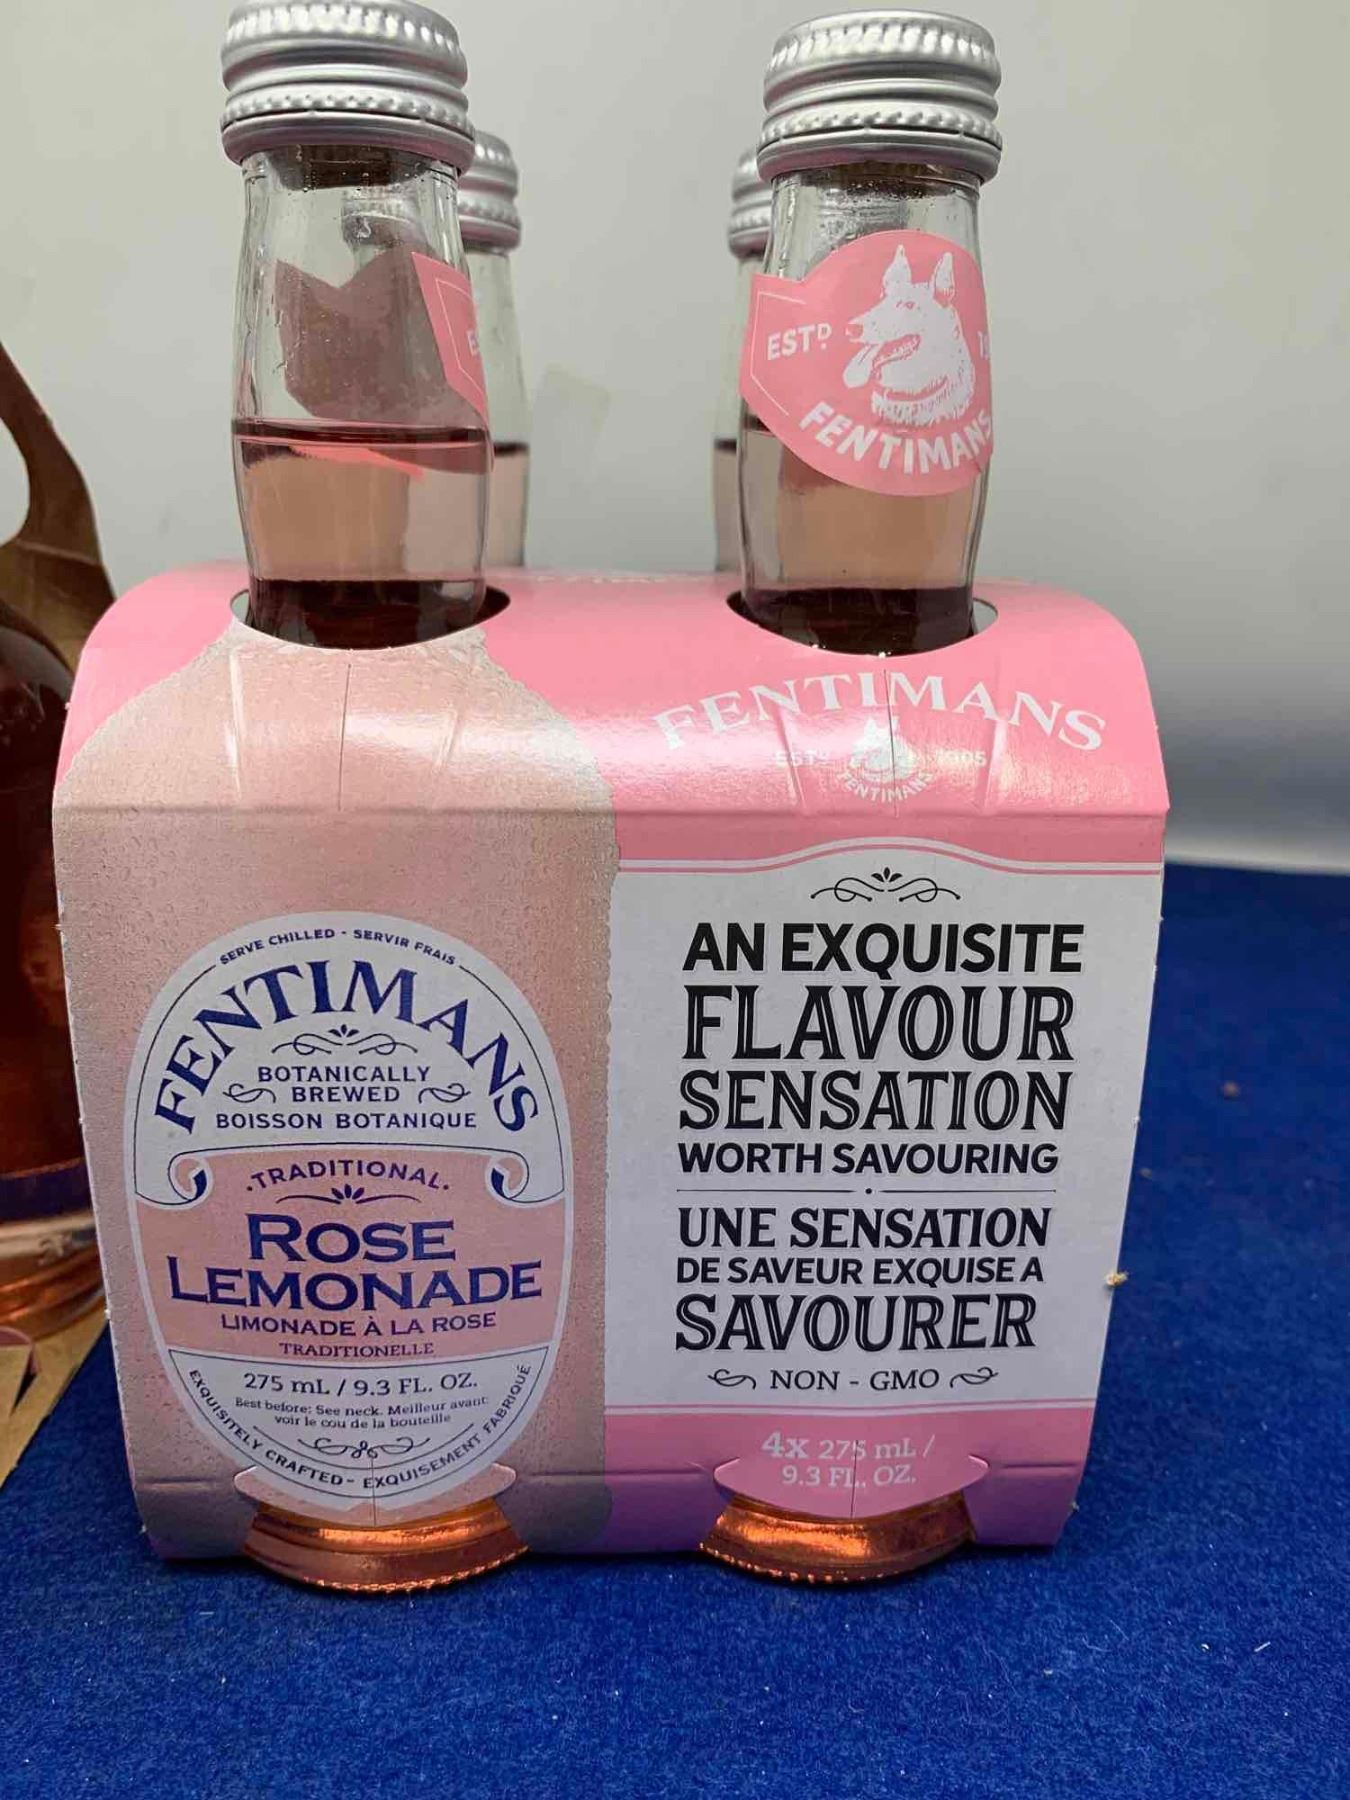 ESTD
FENTIMANS
FENTIMANS
ESTD 1905
FENTIMANS
SERVE CHILLED - SERVIR FRAIS
FENTIMANS
BOTANICALLY
BREWED
BOISSON BOTANIQUE
.TRADITIONAL.
ROSE
LEMONADE
LIMONADE À LA ROSE
TRADITIONELLE
275 mL / 9.3 FL. OZ.
Best before: See neck. Meilleur avant:
voir le cou de la bouteille
EXQUISITELY CRAFTED - EXQUISEMENT FABRIQUÉ
AN EXQUISITE
FLAVOUR
SENSATION
WORTH SAVOURING
UNE SENSATION
DE SAVEUR EXQUISE A
SAVOURER
NON - GMO
4x 275 mL /
9.3 FL. OZ.